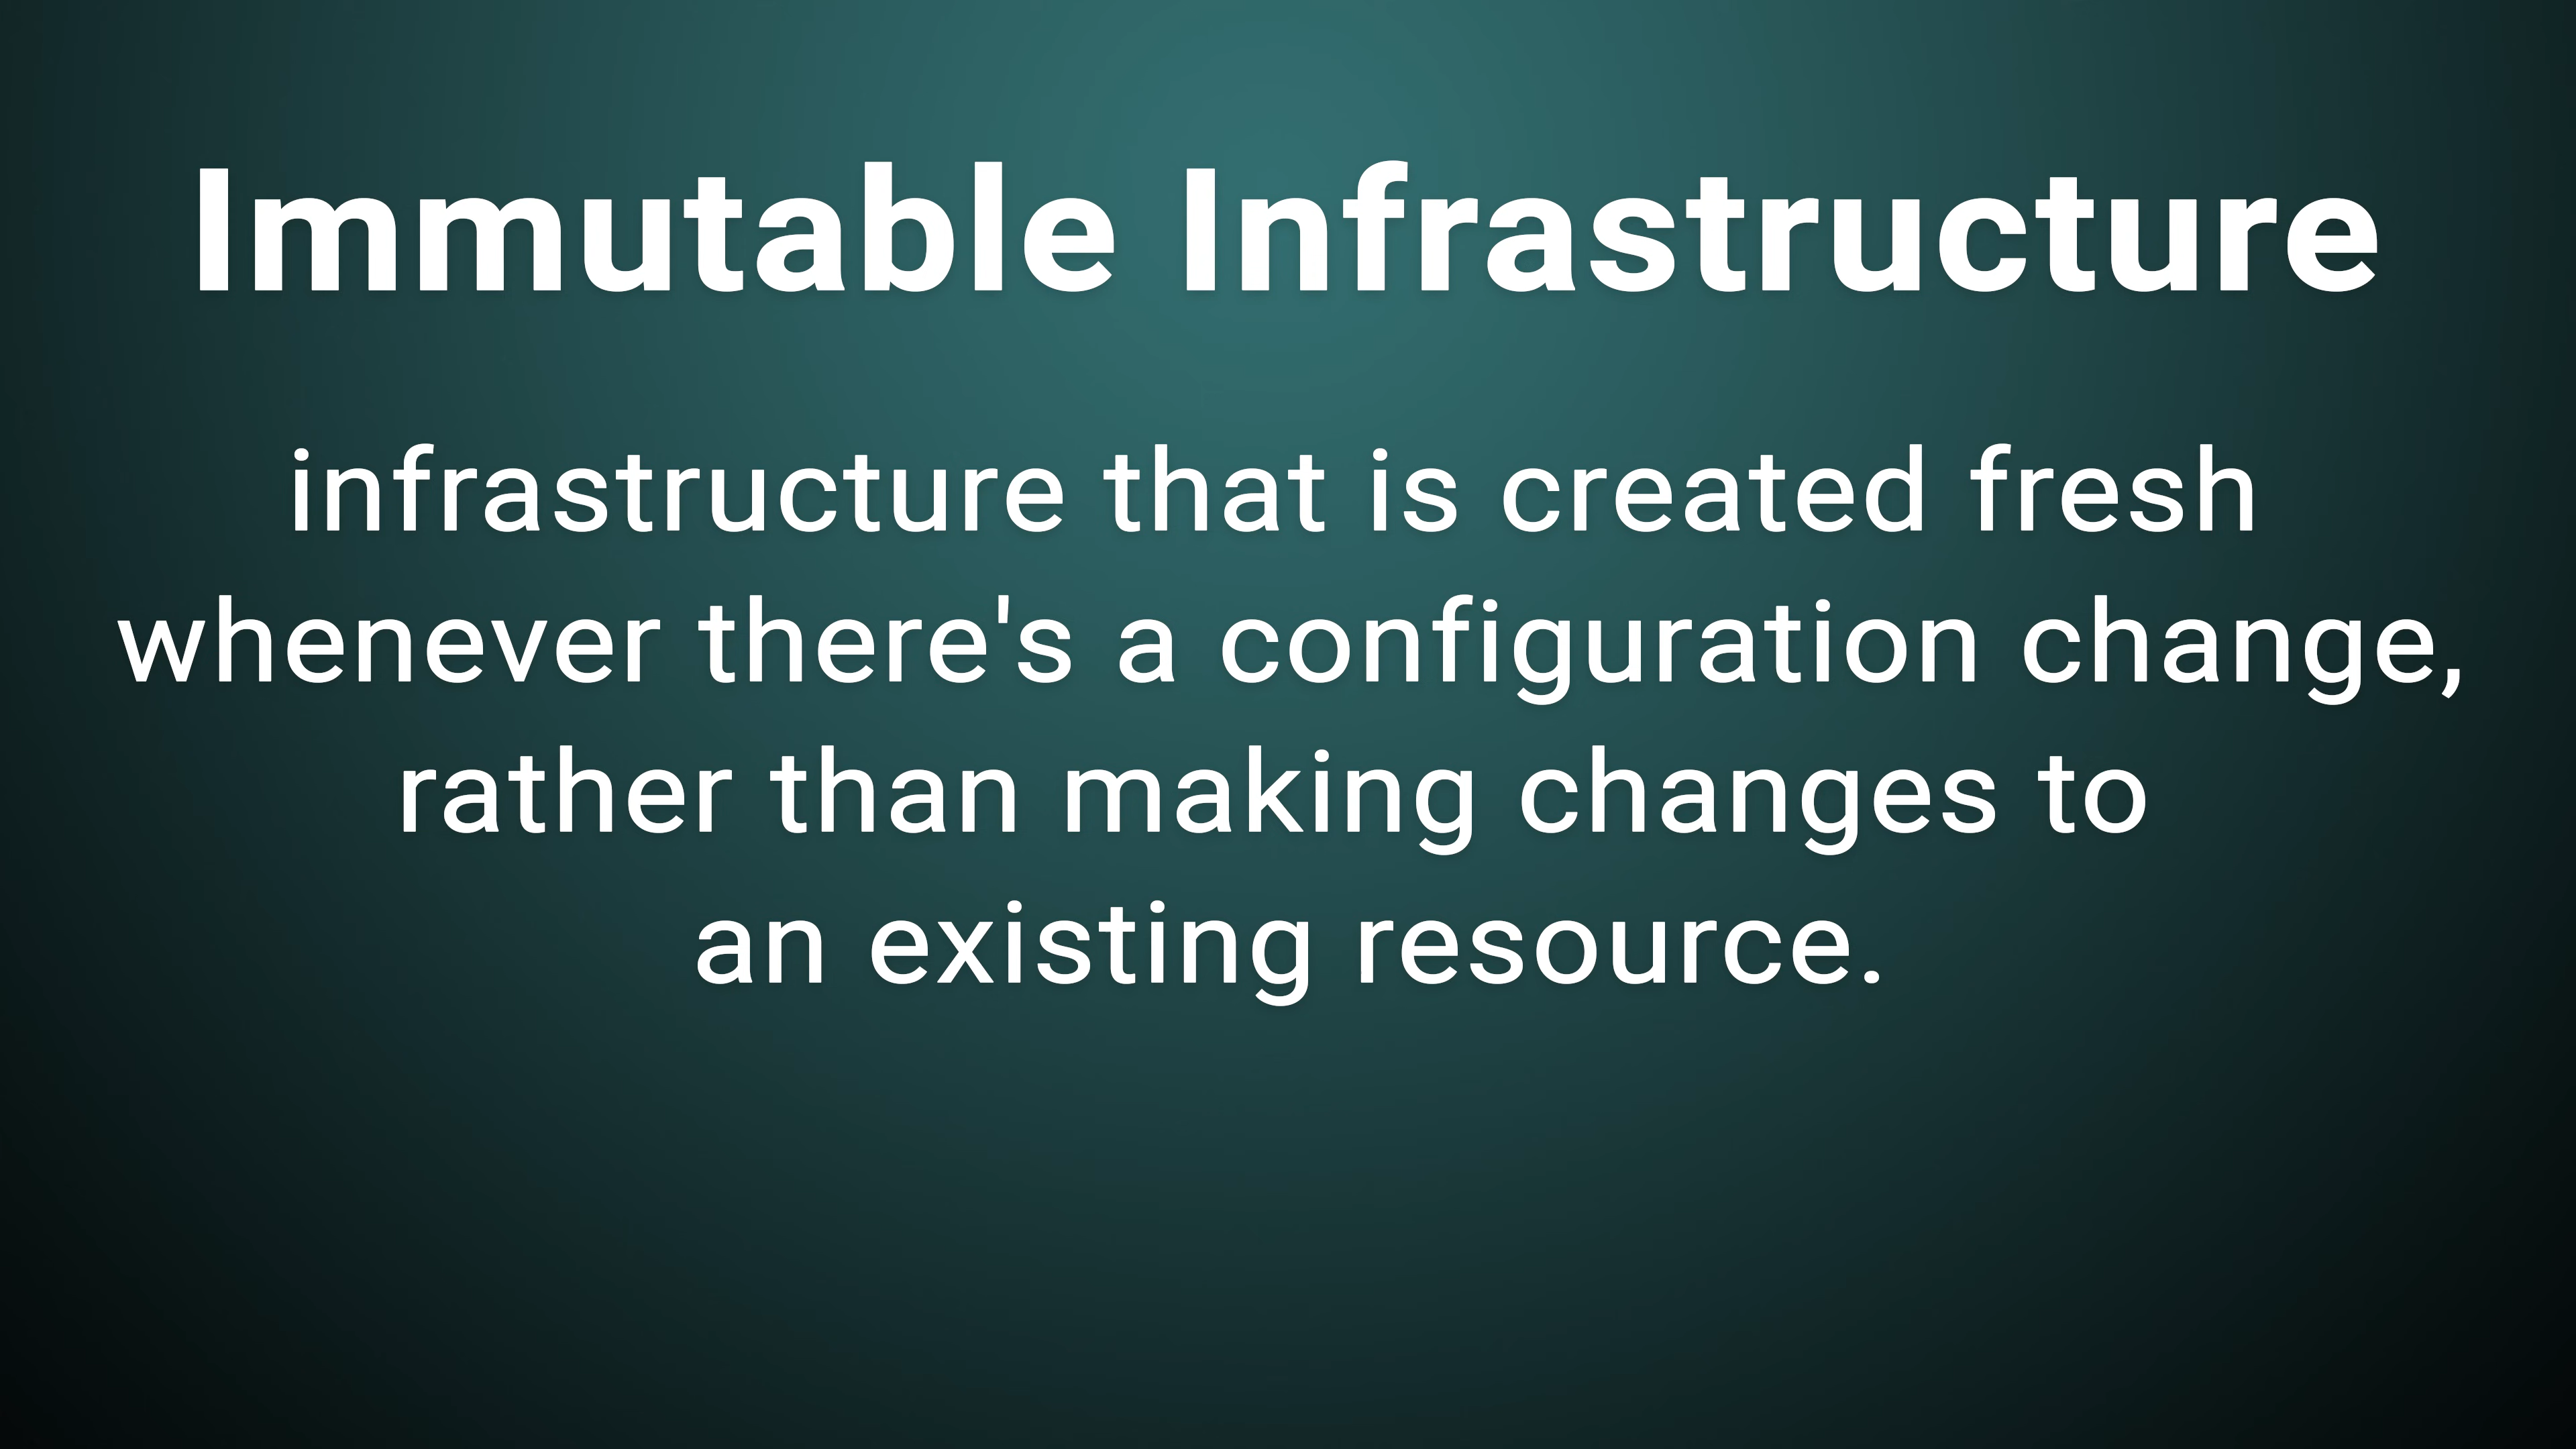 Immutable Infrastructure
infrastructure that is created fresh
whenever there's a configuration change,
rather than making changes to
an existing resource.